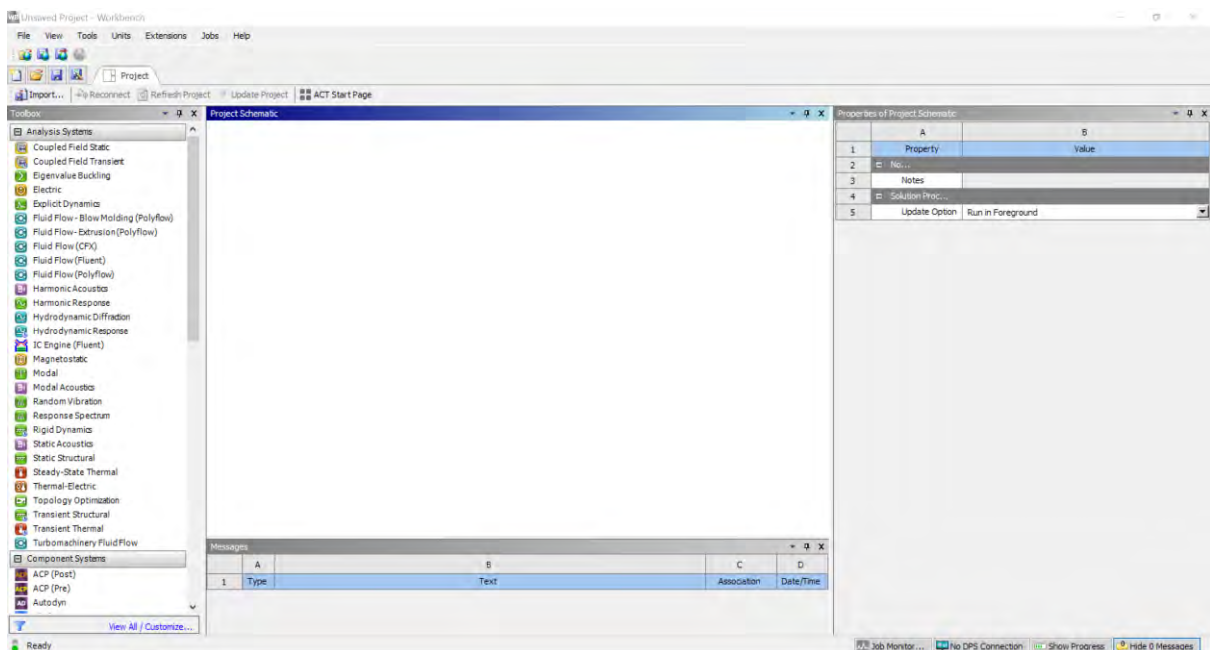 Unsaved Project - Workbench
File View Tools Units Extensions Jobs Help
Project
Import... Reconnect Refresh Project Update Project ACT Start Page
Toolbox
Analysis Systems
Coupled Field Static
Coupled Field Transient
Eigenvalue Buckling
Electric
Explicit Dynamics
Fluid Flow - Blow Molding (Polyflow)
Fluid Flow - Extrusion (Polyflow)
Fluid Flow (CFX)
Fluid Flow (Fluent)
Fluid Flow (Polyflow)
Harmonic Acoustics
Harmonic Response
Hydrodynamic Diffraction
Hydrodynamic Response
IC Engine (Fluent)
Magnetostatic
Modal
Modal Acoustics
Random Vibration
Response Spectrum
Rigid Dynamics
Static Acoustics
Static Structural
Steady-State Thermal
Thermal-Electric
Topology Optimization
Transient Structural
Transient Thermal
Turbomachinery Fluid Flow
Component Systems
ACP (Post)
ACP (Pre)
Autodyn
View All / Customize...
Project Schematic
Messages
A B C D
1 Type Text Association Date/Time
Properties of Project Schematic
A B
1 Property Value
2 No...
3 Notes
4 Solution Proc...
5 Update Option Run in Foreground
Ready
Job Monitor... No DPS Connection Show Progress Hide 0 Messages